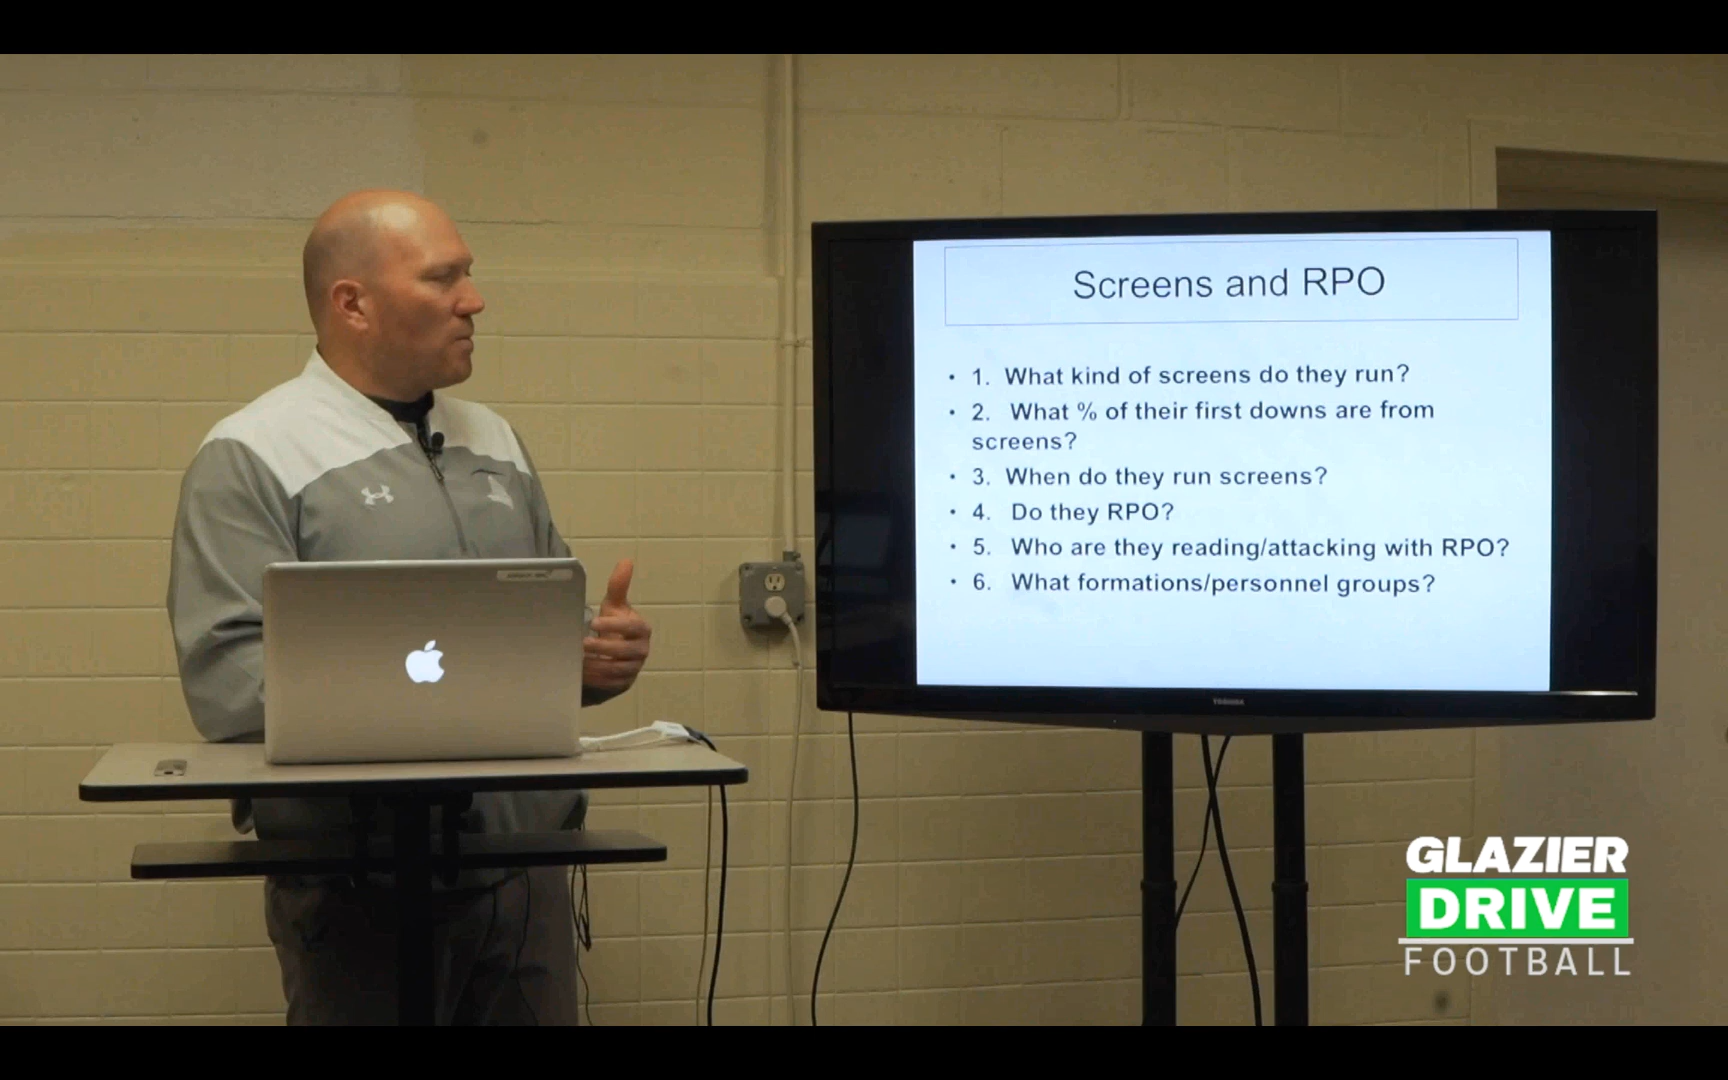 Screens and RPO
• 1. What kind of screens do they run?
• 2. What % of their first downs are from
screens?
• 3. When do they run screens?
• 4. Do they RPO?
• 5. Who are they reading/attacking with RPO?
• 6. What formations/personnel groups?
TOSHIBA
GLAZIER
DRIVE
FOOTBALL